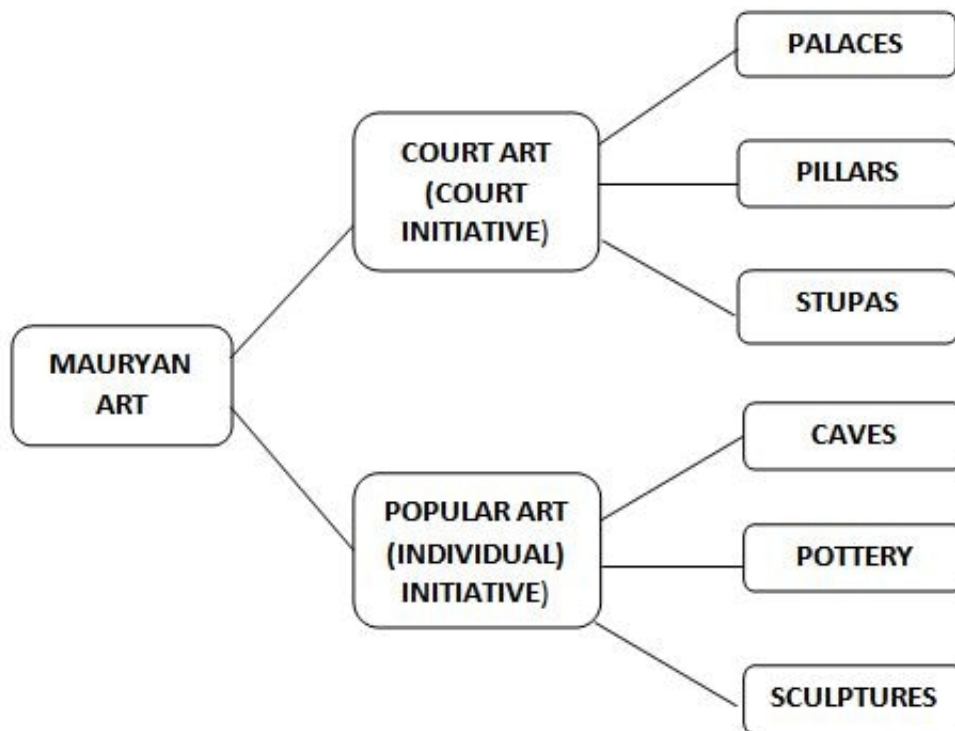 MAURYAN
ART
COURT ART
(COURT
INITIATIVE)
PALACES
PILLARS
STUPAS
POPULAR ART
(INDIVIDUAL)
INITIATIVE)
CAVES
POTTERY
SCULPTURES